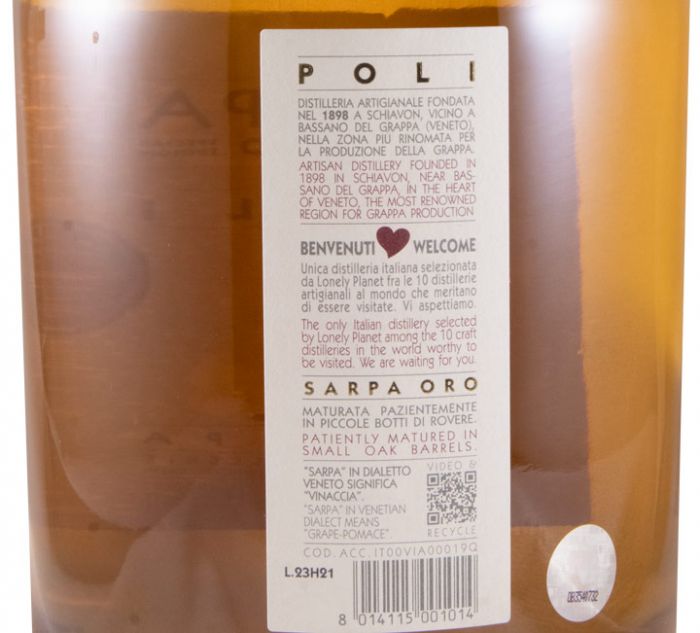 POLI
DISTILLERIA ARTIGIANALE FONDATA
NEL 1898 A SCHIAVON, VICINO A
BASSANO DEL GRAPPA (VENETO),
NELLA ZONA PIÙ RINOMATA PER
LA PRODUZIONE DELLA GRAPPA.
ARTISAN DISTILLERY FOUNDED IN
1898 IN SCHIAVON, NEAR BAS-
SANO DEL GRAPPA, IN THE HEART
OF VENETO, THE MOST RENOWNED
REGION FOR GRAPPA PRODUCTION
BENVENUTI WELCOME
Unica distilleria italiana selezionata
da Lonely Planet fra le 10 distillerie
artigianali al mondo che meritano
di essere visitate. Vi aspettiamo.
The only Italian distillery selected
by Lonely Planet among the 10 craft
distilleries in the world worthy to
be visited. We are waiting for you.
SARPA ORO
MATURATA PAZIENTEMENTE
IN PICCOLE BOTTI DI ROVERE.
PATIENTLY MATURED IN
SMALL OAK BARRELS.
"SARPA" IN DIALETTO
VENETO SIGNIFICA
"VINACCIA".
"SARPA" IN VENETIAN
DIALECT MEANS
"GRAPE-POMACE"
VIDEO &
RECYCLE
COD. ACC. IT00VIA00019Q
L.23H21
8 014115 001014